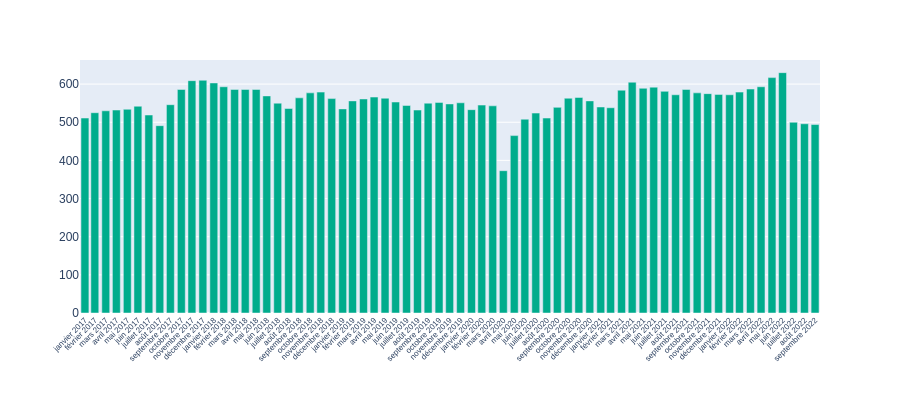 600
500
400
300
200
100
0
janvier 2017
février 2017
mars 2017
avril 2017
mai 2017
juin 2017
juillet 2017
août 2017
septembre 2017
octobre 2017
novembre 2017
décembre 2017
janvier 2018
février 2018
mars 2018
avril 2018
mai 2018
juin 2018
juillet 2018
août 2018
septembre 2018
octobre 2018
novembre 2018
décembre 2018
janvier 2019
février 2019
mars 2019
avril 2019
mai 2019
juin 2019
juillet 2019
août 2019
septembre 2019
octobre 2019
novembre 2019
décembre 2019
janvier 2020
février 2020
mars 2020
avril 2020
mai 2020
juin 2020
juillet 2020
août 2020
septembre 2020
octobre 2020
novembre 2020
décembre 2020
janvier 2021
février 2021
mars 2021
avril 2021
mai 2021
juin 2021
juillet 2021
août 2021
septembre 2021
octobre 2021
novembre 2021
décembre 2021
janvier 2022
février 2022
mars 2022
avril 2022
mai 2022
juin 2022
juillet 2022
août 2022
septembre 2022